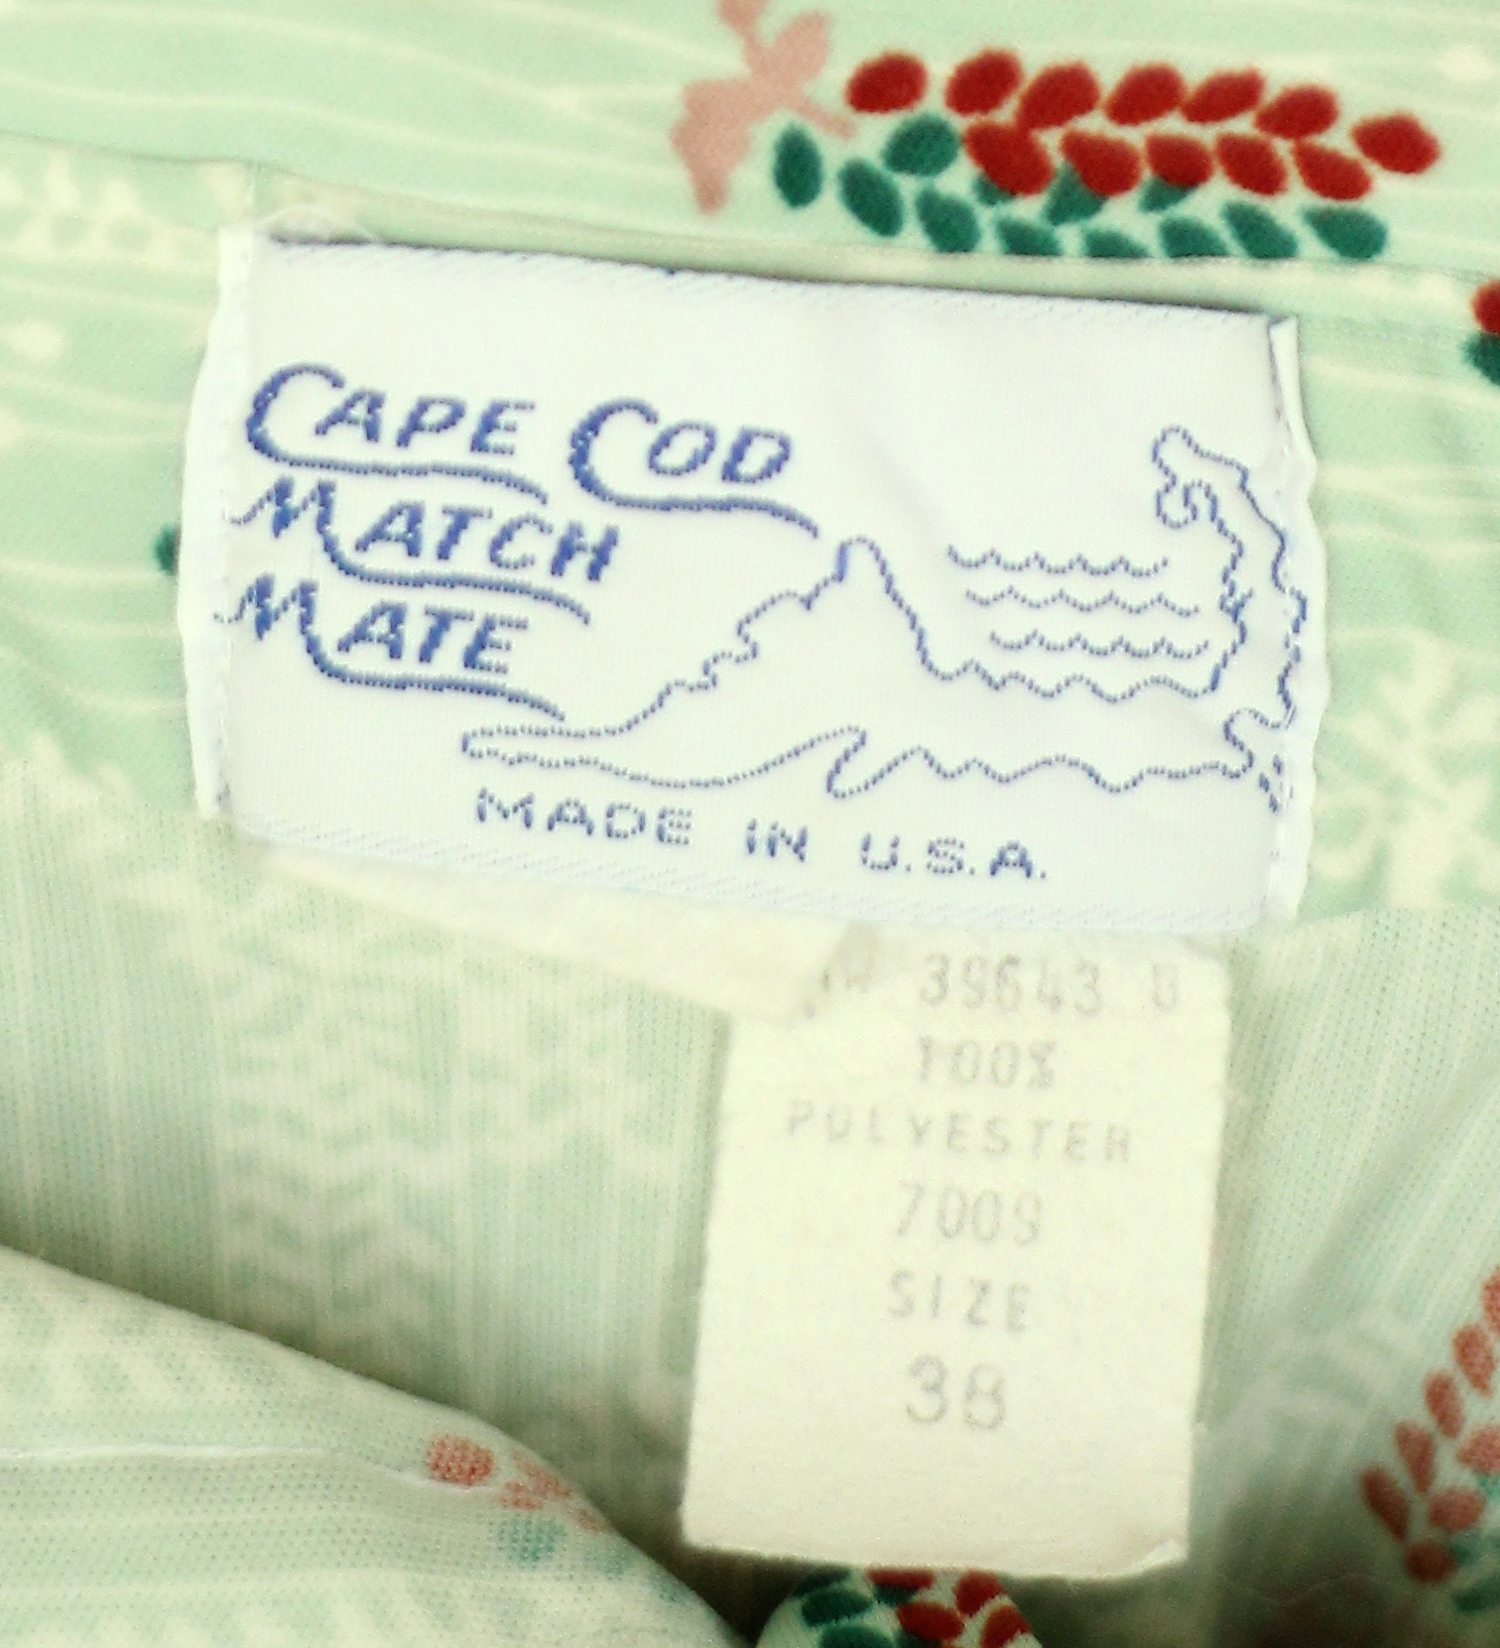 CAPE COD
MATCH
MATE
MADE IN U.S.A.
39643
100%
POLYESTER
7009
SIZE
38